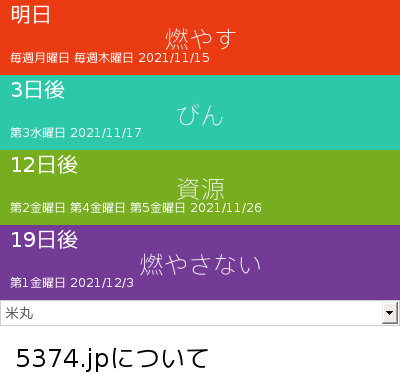 明日
燃やす
毎週月曜日 毎週木曜日 2021/11/15
3日後
びん
第3水曜日 2021/11/17
12日後
資源
第2金曜日 第4金曜日 第5金曜日 2021/11/26
19日後
燃やさない
第1金曜日 2021/12/3
米丸
5374.jpについて